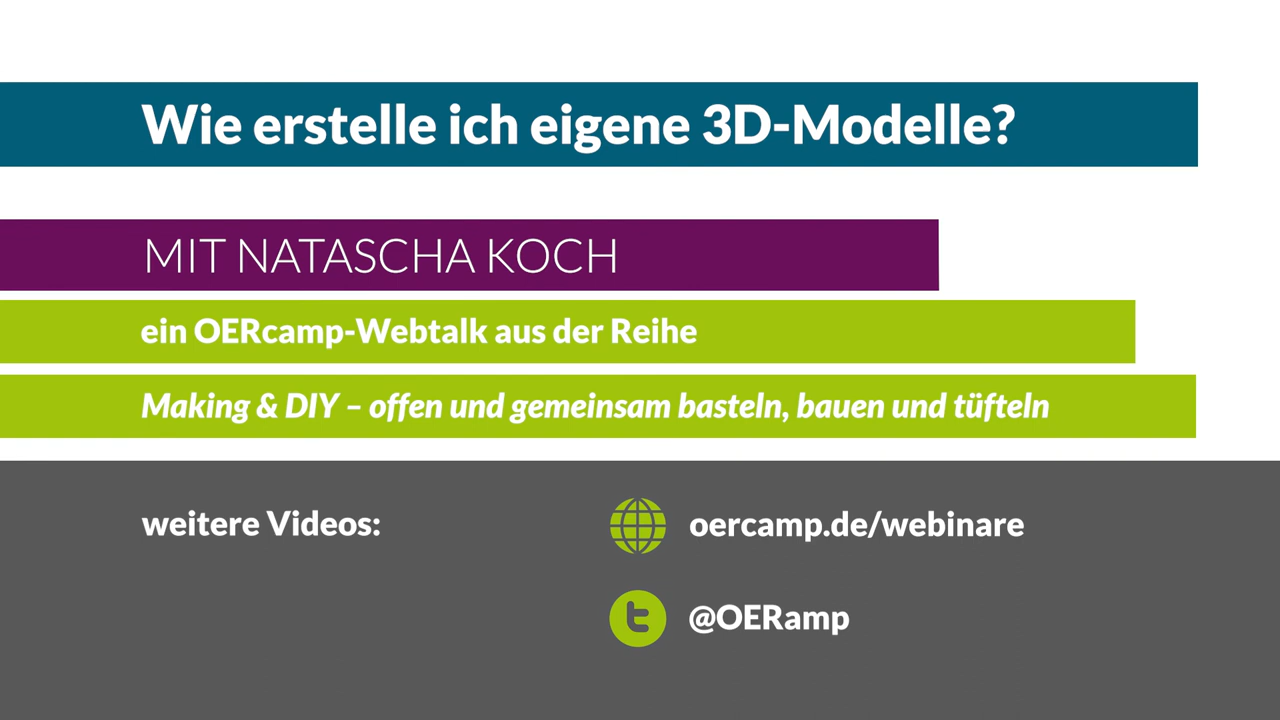 Wie erstelle ich eigene 3D-Modelle?
MIT NATASCHA KOCH
ein OERcamp-Webtalk aus der Reihe
Making & DIY – offen und gemeinsam basteln, bauen und tüfteln
weitere Videos:
oercamp.de/webinare
@OERamp